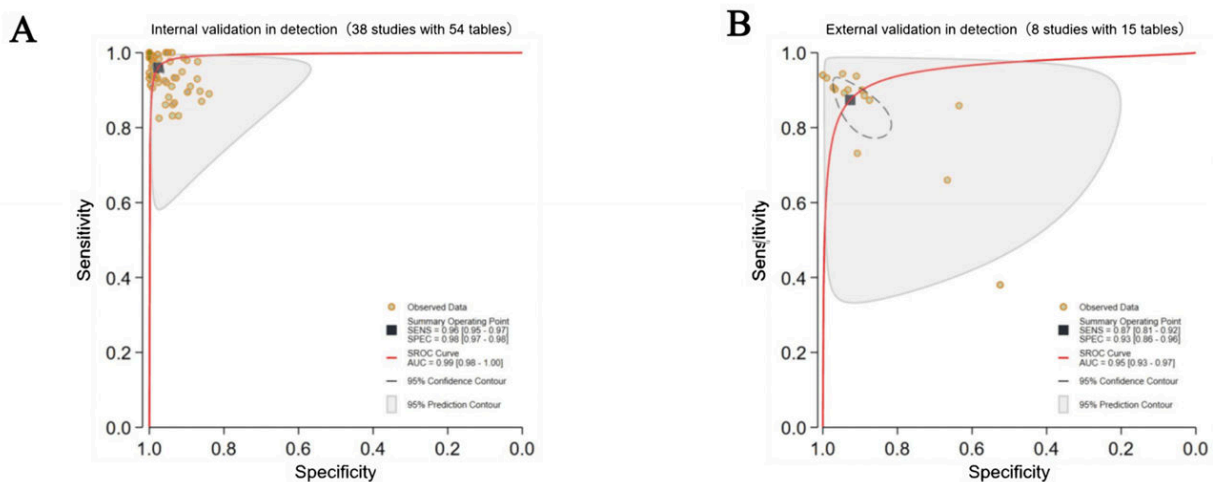 A
Internal validation in detection（38 studies with 54 tables）
1.0
0.8
0.6
0.4
0.2
0.0
Sensitivity
1.0
0.8
0.6
0.4
0.2
0.0
Specificity
Observed Data
Summary Operating Point
SENS = 0.96 [0.95 - 0.97]
SPEC = 0.98 [0.97 - 0.98]
SROC Curve
AUC = 0.99 [0.98 - 1.00]
95% Confidence Contour
95% Prediction Contour
B
External validation in detection（8 studies with 15 tables）
1.0
0.8
0.6
0.4
0.2
0.0
Sensitivity
1.0
0.8
0.6
0.4
0.2
0.0
Specificity
Observed Data
Summary Operating Point
SENS = 0.87 [0.81 - 0.92]
SPEC = 0.93 [0.86 - 0.96]
SROC Curve
AUC = 0.95 [0.93 - 0.97]
95% Confidence Contour
95% Prediction Contour